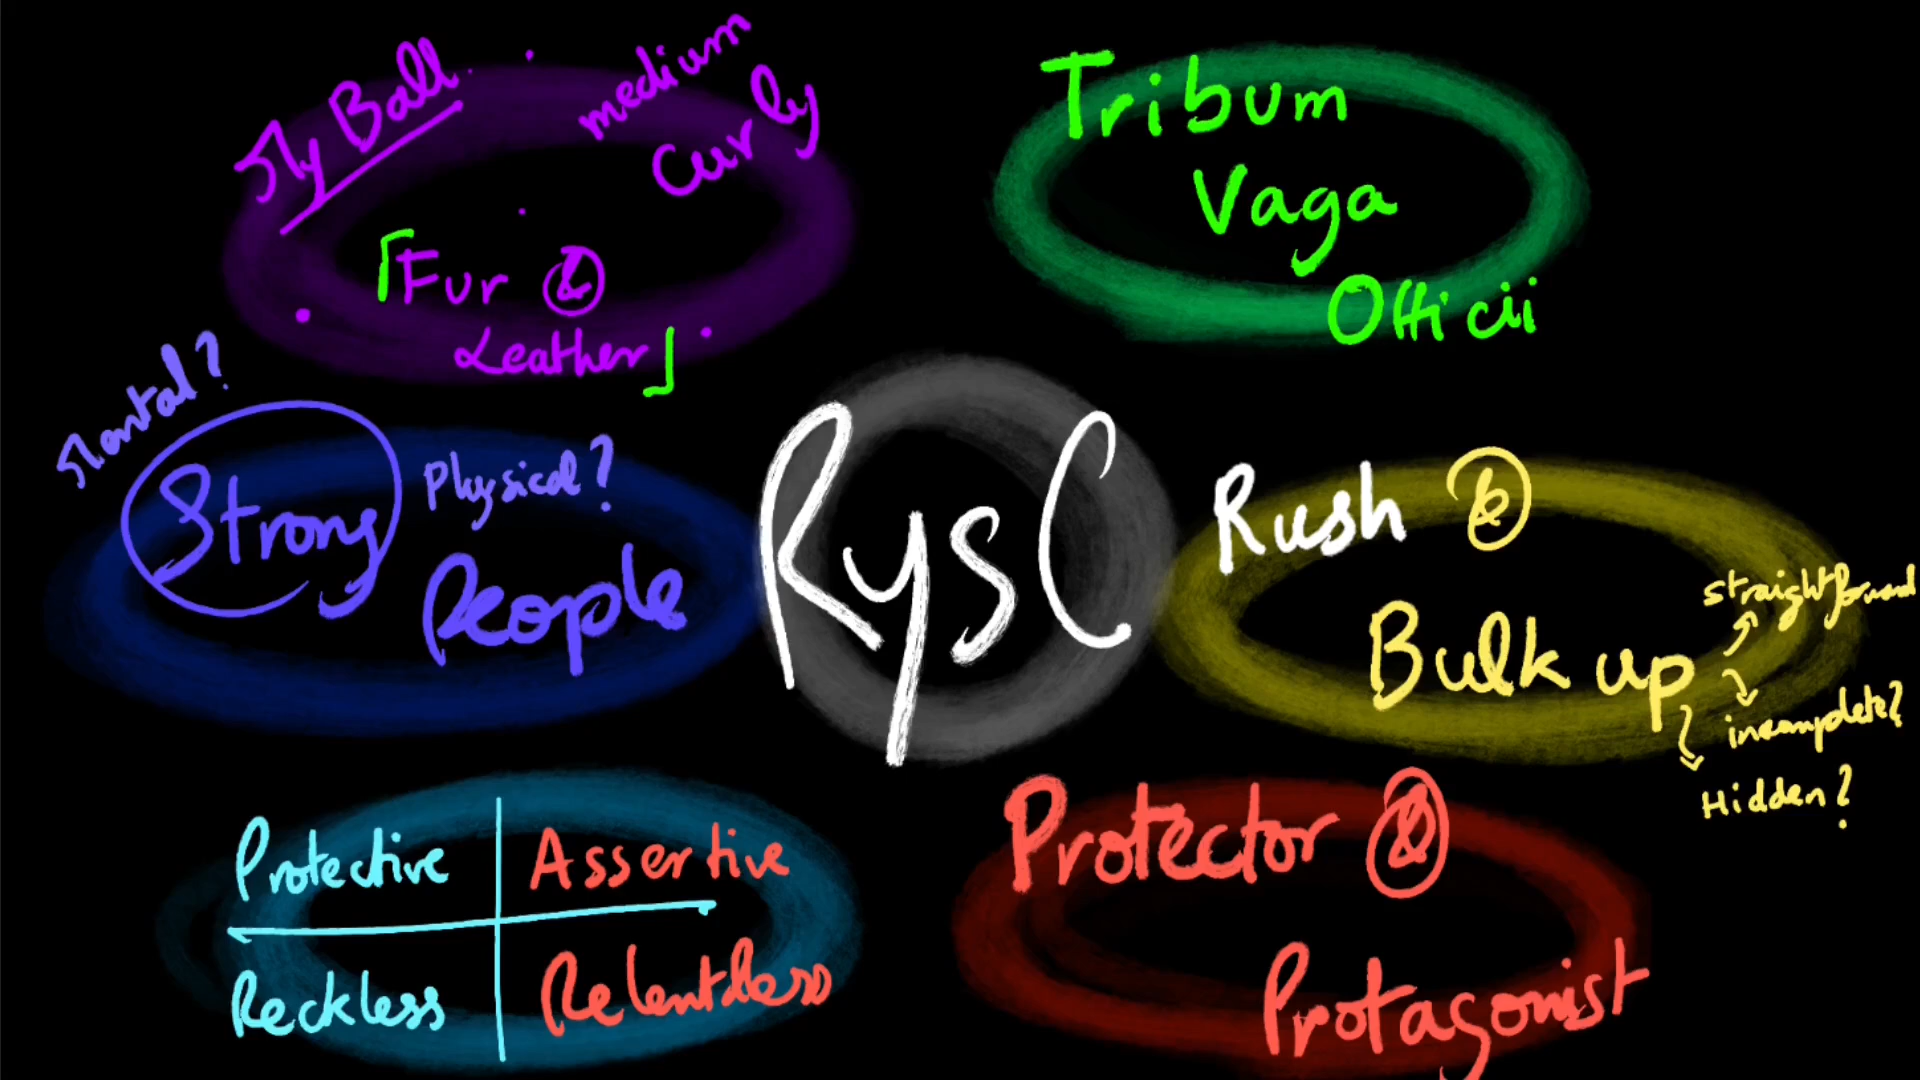 My Ball
medium
Curly
「Fur &
Leather」
Tribum
Vaga
Officii
Mental?
Strong
Physical?
People
RysC
Rush &
Bulk up
straightforward
incomplete?
Hidden?
Protective
Assertive
Reckless
Relentless
Protector &
Protagonist